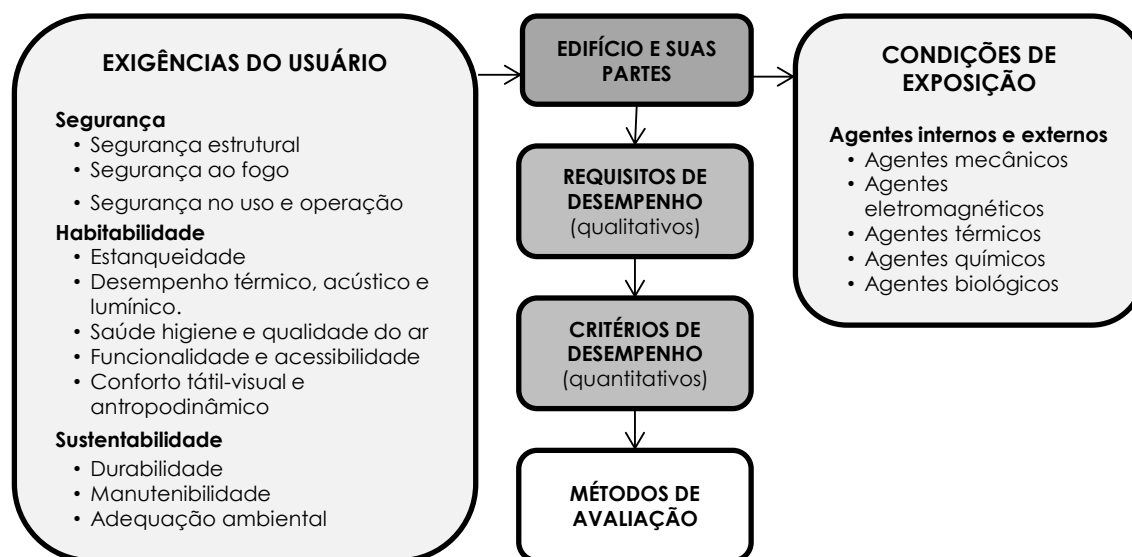 EXIGÊNCIAS DO USUÁRIO
Segurança
• Segurança estrutural
• Segurança ao fogo
• Segurança no uso e operação
Habitabilidade
• Estanqueidade
• Desempenho térmico, acústico e
lumínico.
• Saúde higiene e qualidade do ar
• Funcionalidade e acessibilidade
• Conforto tátil-visual e
antropodinâmico
Sustentabilidade
• Durabilidade
• Manutenibilidade
• Adequação ambiental
EDIFÍCIO E SUAS
PARTES
REQUISITOS DE
DESEMPENHO
(qualitativos)
CRITÉRIOS DE
DESEMPENHO
(quantitativos)
MÉTODOS DE
AVALIAÇÃO
CONDIÇÕES DE
EXPOSIÇÃO
Agentes internos e externos
• Agentes mecânicos
• Agentes
eletromagnéticos
• Agentes térmicos
• Agentes químicos
• Agentes biológicos